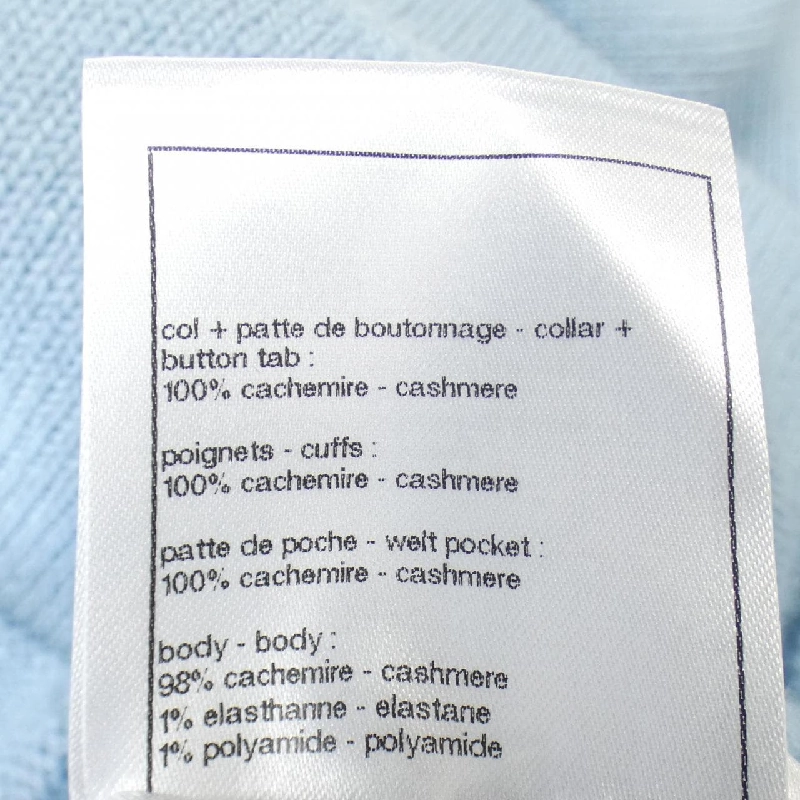 col + patte de boutonnage - collar +
button tab :
100% cachemire - cashmere
poignets - cuffs :
100% cachemire - cashmere
patte de poche - welt pocket :
100% cachemire - cashmere
body - body :
98% cachemire - cashmere
1% elasthanne - elastane
1% polyamide - polyamide